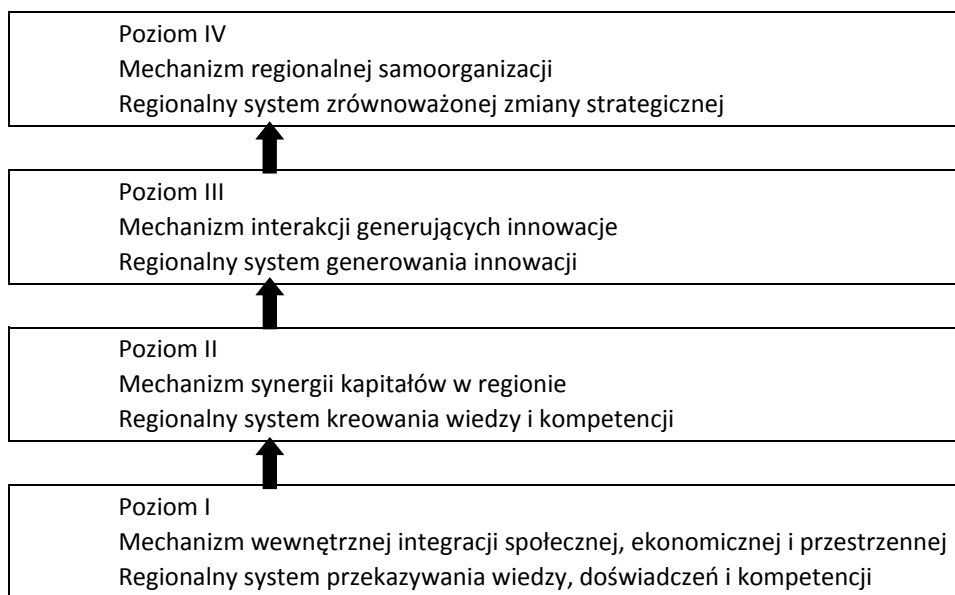 Poziom IV
Mechanizm regionalnej samoorganizacji
Regionalny system zrównoważonej zmiany strategicznej
Poziom III
Mechanizm interakcji generujących innowacje
Regionalny system generowania innowacji
Poziom II
Mechanizm synergii kapitałów w regionie
Regionalny system kreowania wiedzy i kompetencji
Poziom I
Mechanizm wewnętrznej integracji społecznej, ekonomicznej i przestrzennej
Regionalny system przekazywania wiedzy, doświadczeń i kompetencji